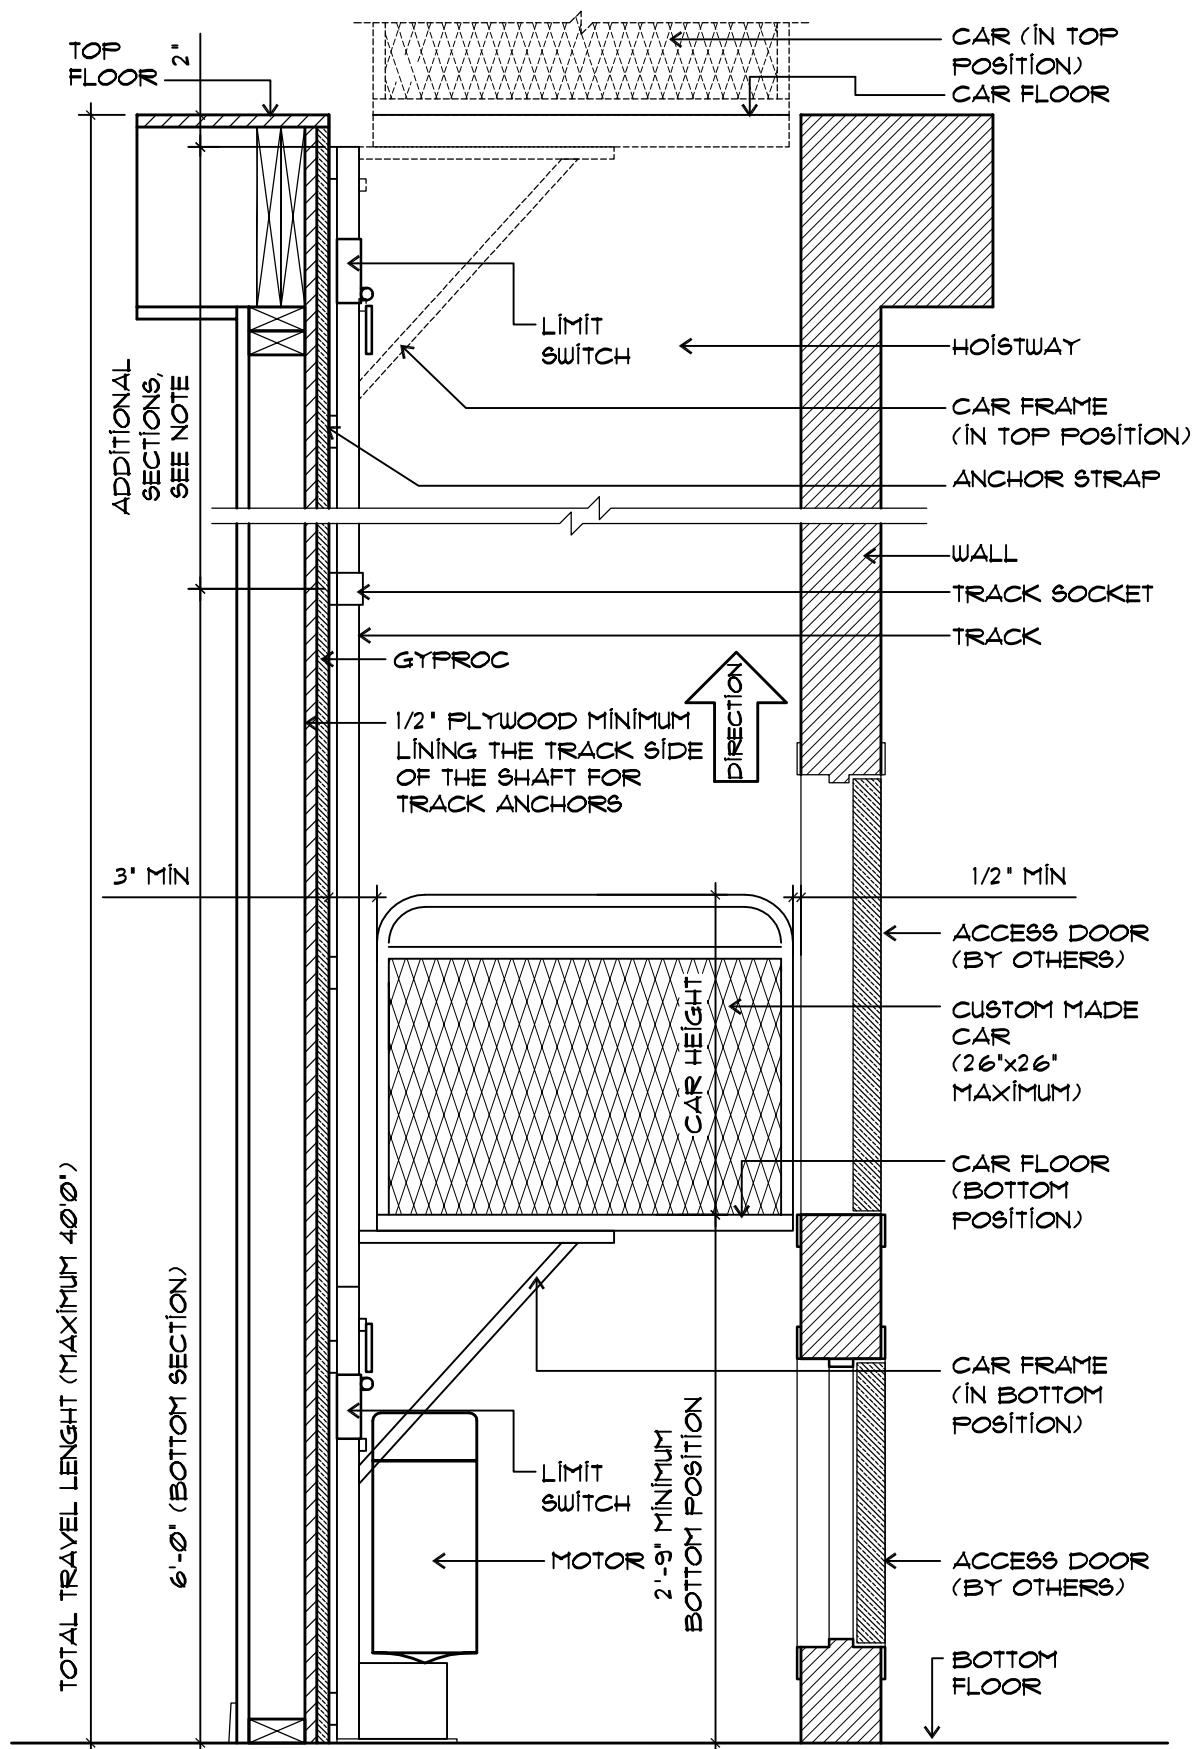 TOP
FLOOR
2"
CAR (IN TOP
POSITION)
CAR FLOOR
LIMIT
SWITCH
HOISTWAY
CAR FRAME
(IN TOP POSITION)
ANCHOR STRAP
ADDITIONAL
SECTIONS,
SEE NOTE
WALL
TRACK SOCKET
TRACK
GYPROC
1/2" PLYWOOD MINIMUM
LINING THE TRACK SIDE
OF THE SHAFT FOR
TRACK ANCHORS
DIRECTION
3" MIN
1/2" MIN
ACCESS DOOR
(BY OTHERS)
CUSTOM MADE
CAR
(26"x26"
MAXIMUM)
CAR HEIGHT
CAR FLOOR
(BOTTOM
POSITION)
TOTAL TRAVEL LENGHT (MAXIMUM 40'0")
6'-0" (BOTTOM SECTION)
CAR FRAME
(IN BOTTOM
POSITION)
LIMIT
SWITCH
MOTOR
2'-9" MINIMUM
BOTTOM POSITION
ACCESS DOOR
(BY OTHERS)
BOTTOM
FLOOR